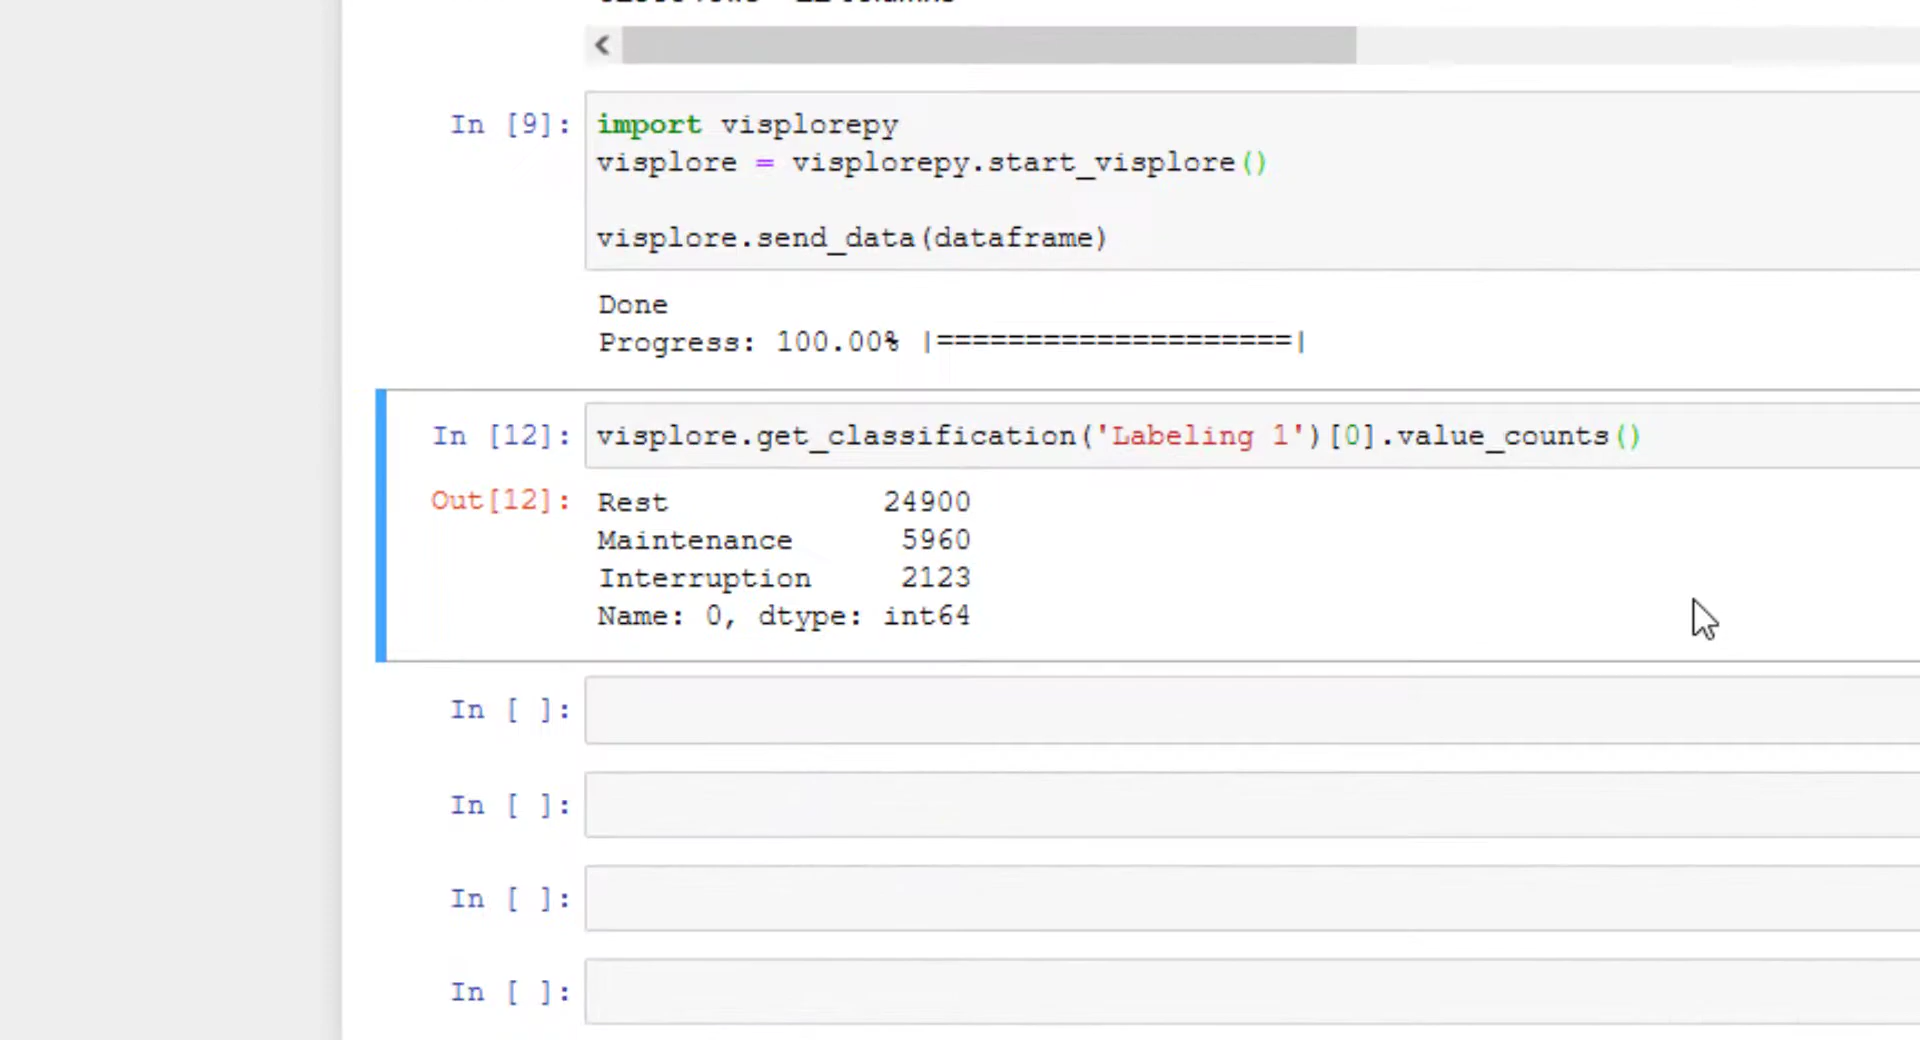 In [9]: import visplorepy
visplore = visplorepy.start_visplore()
visplore.send_data(dataframe)
Done
Progress: 100.00% |====================|
In [12]: visplore.get_classification('Labeling 1')[0].value_counts()
Out[12]: Rest 24900
Maintenance 5960
Interruption 2123
Name: 0, dtype: int64
In [ ]:
In [ ]:
In [ ]:
In [ ]: